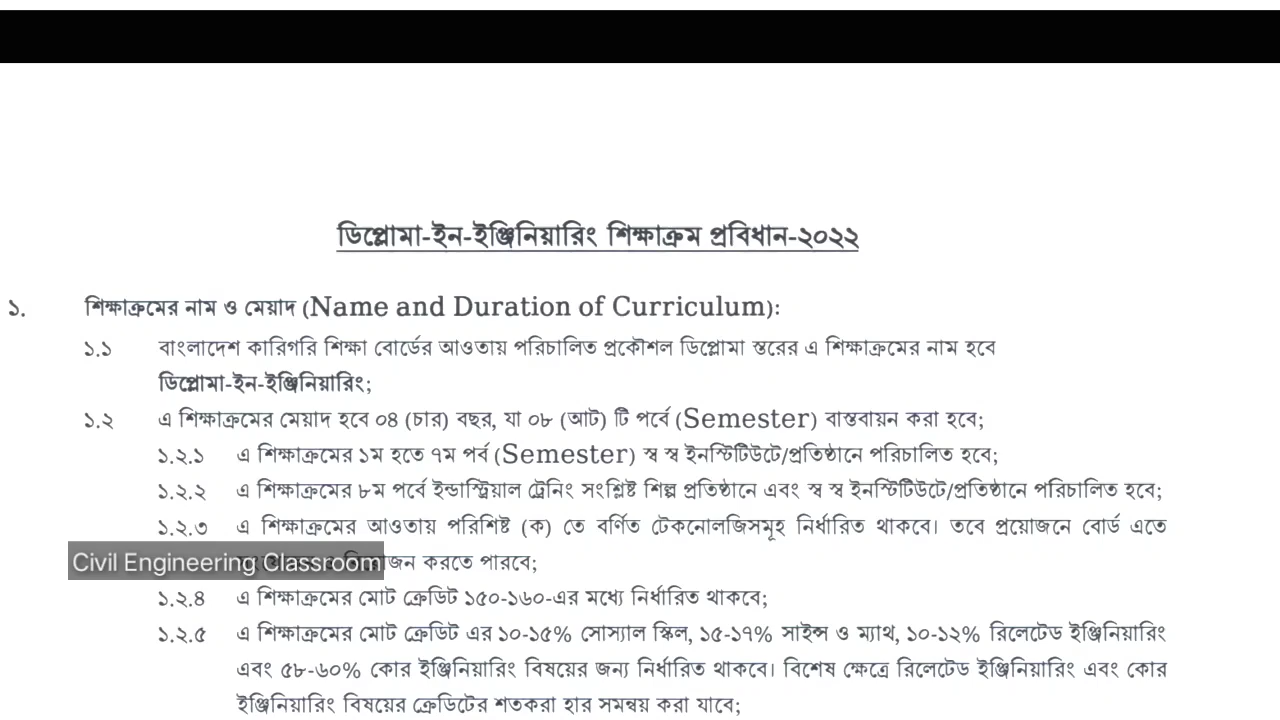 ডিপ্লোমা-ইন-ইঞ্জিনিয়ারিং শিক্ষাক্রম প্রবিধান-২০২২
১. শিক্ষাক্রমের নাম ও মেয়াদ (Name and Duration of Curriculum):
১.১ বাংলাদেশ কারিগরি শিক্ষা বোর্ডের আওতায় পরিচালিত প্রকৌশল ডিপ্লোমা স্তরের এ শিক্ষাক্রমের নাম হবে
ডিপ্লোমা-ইন-ইঞ্জিনিয়ারিং;
১.২ এ শিক্ষাক্রমের মেয়াদ হবে ০৪ (চার) বছর, যা ০৮ (আট) টি পর্বে (Semester) বাস্তবায়ন করা হবে;
১.২.১ এ শিক্ষাক্রমের ১ম হতে ৭ম পর্ব (Semester) স্ব স্ব ইনস্টিটিউটে/প্রতিষ্ঠানে পরিচালিত হবে;
১.২.২ এ শিক্ষাক্রমের ৮ম পর্বে ইন্ডাস্ট্রিয়াল ট্রেনিং সংশ্লিষ্ট শিল্প প্রতিষ্ঠানে এবং স্ব স্ব ইনস্টিটিউটে/প্রতিষ্ঠানে পরিচালিত হবে;
১.২.৩ এ শিক্ষাক্রমের আওতায় পরিশিষ্ট (ক) তে বর্ণিত টেকনোলজিসমূহ নির্ধারিত থাকবে। তবে প্রয়োজনে বোর্ড এতে
Civil Engineering Classroom করতে পারবে;
১.২.৪ এ শিক্ষাক্রমের মোট ক্রেডিট ১৫০-১৬০-এর মধ্যে নির্ধারিত থাকবে;
১.২.৫ এ শিক্ষাক্রমের মোট ক্রেডিট এর ১০-১৫% সোস্যাল স্কিল, ১৫-১৭% সাইন্স ও ম্যাথ, ১০-১২% রিলেটেড ইঞ্জিনিয়ারিং
এবং ৫৮-৬০% কোর ইঞ্জিনিয়ারিং বিষয়ের জন্য নির্ধারিত থাকবে। বিশেষ ক্ষেত্রে রিলেটেড ইঞ্জিনিয়ারিং এবং কোর
ইঞ্জিনিয়ারিং বিষয়ের ক্রেডিটের শতকরা হার সমন্বয় করা যাবে;